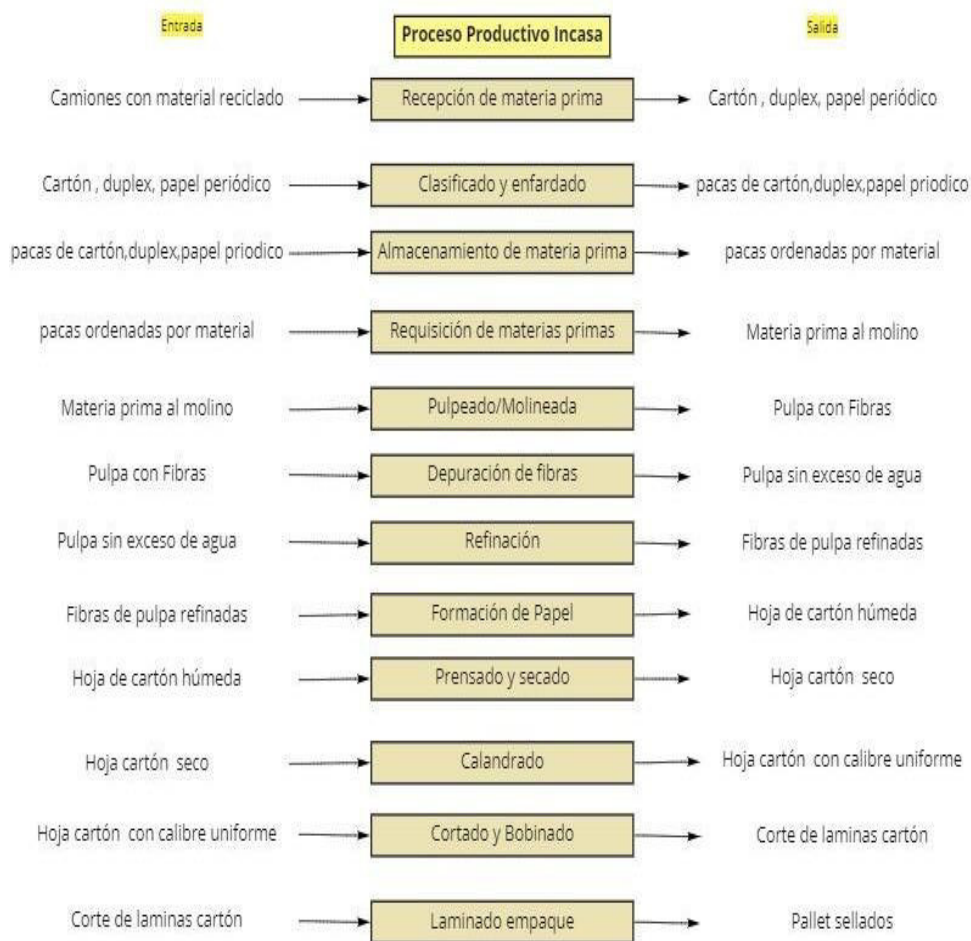 Entrada
Proceso Productivo Incasa
Salida
Camiones con material reciclado
Recepción de materia prima
Cartón , duplex, papel periódico
Cartón , duplex, papel periódico
Clasificado y enfardado
pacas de cartón,duplex,papel priodico
pacas de cartón,duplex,papel priodico
Almacenamiento de materia prima
pacas ordenadas por material
pacas ordenadas por material
Requisición de materias primas
Materia prima al molino
Materia prima al molino
Pulpeado/Molineada
Pulpa con Fibras
Pulpa con Fibras
Depuración de fibras
Pulpa sin exceso de agua
Pulpa sin exceso de agua
Refinación
Fibras de pulpa refinadas
Fibras de pulpa refinadas
Formación de Papel
Hoja de cartón húmeda
Hoja de cartón húmeda
Prensado y secado
Hoja cartón seco
Hoja cartón seco
Calandrado
Hoja cartón con calibre uniforme
Hoja cartón con calibre uniforme
Cortado y Bobinado
Corte de laminas cartón
Corte de laminas cartón
Laminado empaque
Pallet sellados